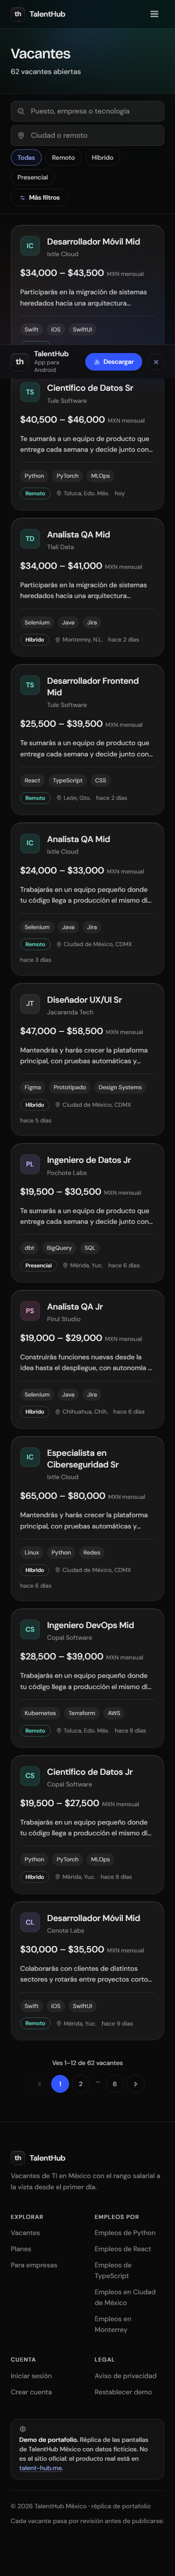 th TalentHub
Vacantes
62 vacantes abiertas
Puesto, empresa o tecnología
Ciudad o remoto
Todas Remoto Híbrido
Presencial
Más filtros
IC Desarrollador Móvil Mid
Ixtle Cloud
$34,000 – $43,500 MXN mensual
Participarás en la migración de sistemas
heredados hacia una arquitectura...
Swift iOS SwiftUI
th TalentHub
App para
Android
Descargar
TS Científico de Datos Sr
Tule Software
$40,500 – $46,000 MXN mensual
Te sumarás a un equipo de producto que
entrega cada semana y decide junto con...
Python PyTorch MLOps
Remoto Toluca, Edo. Méx. hoy
TD Analista QA Mid
Tlali Data
$34,000 – $41,000 MXN mensual
Participarás en la migración de sistemas
heredados hacia una arquitectura...
Selenium Java Jira
Híbrido Monterrey, N.L. hace 2 días
TS Desarrollador Frontend
Mid
Tule Software
$25,500 – $39,500 MXN mensual
Te sumarás a un equipo de producto que
entrega cada semana y decide junto con...
React TypeScript CSS
Remoto León, Gto. hace 2 días
IC Analista QA Mid
Ixtle Cloud
$24,000 – $33,000 MXN mensual
Trabajarás en un equipo pequeño donde
tu código llega a producción el mismo dí...
Selenium Java Jira
Remoto Ciudad de México, CDMX
hace 3 días
JT Diseñador UX/UI Sr
Jacaranda Tech
$47,000 – $58,500 MXN mensual
Mantendrás y harás crecer la plataforma
principal, con pruebas automáticas y...
Figma Prototipado Design Systems
Híbrido Ciudad de México, CDMX
hace 5 días
PL Ingeniero de Datos Jr
Pochote Labs
$19,500 – $30,500 MXN mensual
Te sumarás a un equipo de producto que
entrega cada semana y decide junto con...
dbt BigQuery SQL
Presencial Mérida, Yuc. hace 6 días
PS Analista QA Jr
Pirul Studio
$19,000 – $29,000 MXN mensual
Construirás funciones nuevas desde la
idea hasta el despliegue, con autonomía ...
Selenium Java Jira
Híbrido Chihuahua, Chih. hace 6 días
IC Especialista en
Ciberseguridad Sr
Ixtle Cloud
$65,000 – $80,000 MXN mensual
Mantendrás y harás crecer la plataforma
principal, con pruebas automáticas y...
Linux Python Redes
Híbrido Ciudad de México, CDMX
hace 6 días
CS Ingeniero DevOps Mid
Copal Software
$28,500 – $39,000 MXN mensual
Trabajarás en un equipo pequeño donde
tu código llega a producción el mismo dí...
Kubernetes Terraform AWS
Remoto Toluca, Edo. Méx. hace 8 días
CS Científico de Datos Jr
Copal Software
$19,500 – $27,500 MXN mensual
Trabajarás en un equipo pequeño donde
tu código llega a producción el mismo dí...
Python PyTorch MLOps
Híbrido Mérida, Yuc. hace 8 días
CL Desarrollador Móvil Mid
Cenote Labs
$30,000 – $35,500 MXN mensual
Colaborarás con clientes de distintos
sectores y rotarás entre proyectos corto...
Swift iOS SwiftUI
Remoto Mérida, Yuc. hace 9 días
Ves 1–12 de 62 vacantes
1 2 ... 6
th TalentHub
Vacantes de TI en México con el rango salarial a
la vista desde el primer día.
EXPLORAR
Vacantes
Planes
Para empresas
EMPLEOS POR
Empleos de Python
Empleos de React
Empleos de
TypeScript
Empleos en Ciudad
de México
Empleos en
Monterrey
CUENTA
Iniciar sesión
Crear cuenta
LEGAL
Aviso de privacidad
Restablecer demo
Demo de portafolio. Réplica de las pantallas
de TalentHub México con datos ficticios. No
es el sitio oficial: el producto real está en
talent-hub.me.
© 2026 TalentHub México · réplica de portafolio
Cada vacante pasa por revisión antes de publicarse.